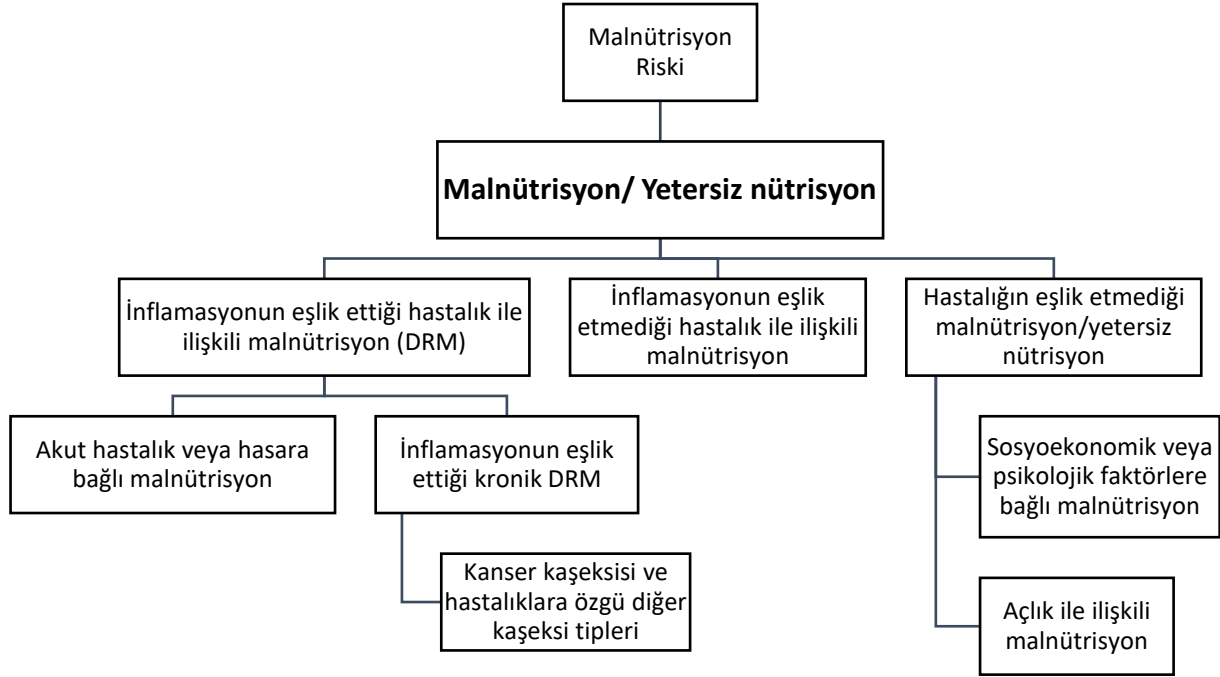 Malnütrisyon
Riski
Malnütrisyon/ Yetersiz nütrisyon
İnflamasyonun eşlik ettiği hastalık ile
ilişkili malnütrisyon (DRM)
İnflamasyonun eşlik
etmediği hastalık ile ilişkili
malnütrisyon
Hastalığın eşlik etmediği
malnütrisyon/yetersiz
nütrisyon
Akut hastalık veya hasara
bağlı malnütrisyon
İnflamasyonun eşlik
ettiği kronik DRM
Kanser kaşeksisi ve
hastalıklara özgü diğer
kaşeksi tipleri
Sosyoekonomik veya
psikolojik faktörlere
bağlı malnütrisyon
Açlık ile ilişkili
malnütrisyon